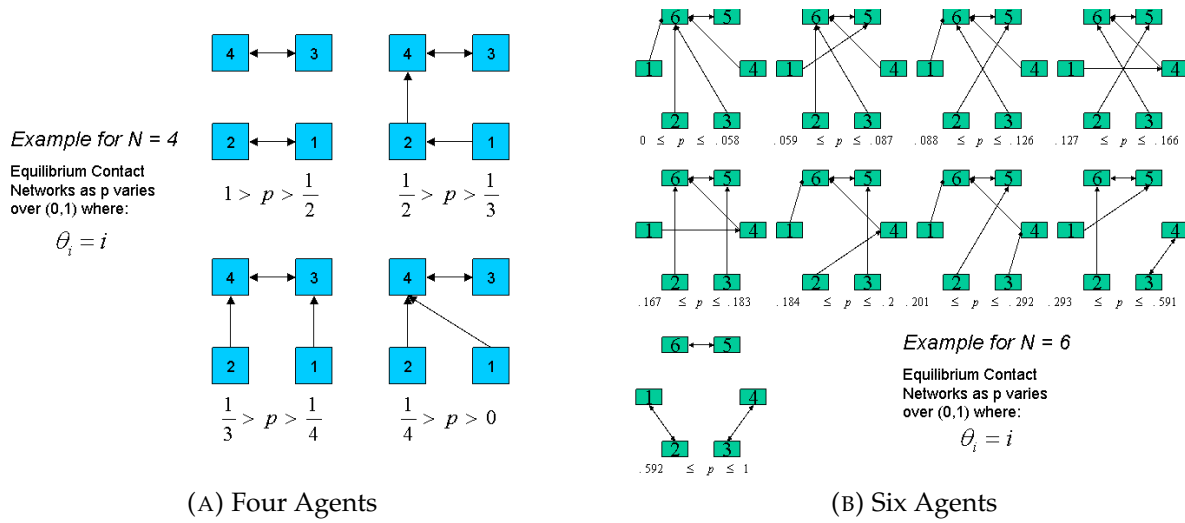 4 3 4 3
2 1 2 1
Example for N = 4
Equilibrium Contact
Networks as p varies
over (0,1) where:
θ_i = i
1 > p > 1/2
1/2 > p > 1/3
4 3 4 3
2 1 2 1
1/3 > p > 1/4
1/4 > p > 0
(A) Four Agents
6 5 6 5 6 5 6 5
1 4 1 4 1 4 1 4
2 3 2 3 2 3 2 3
0 ≤ p ≤ .058
.059 ≤ p ≤ .087
.088 ≤ p ≤ .126
.127 ≤ p ≤ .166
6 5 6 5 6 5 6 5
1 4 1 4 1 4 1 4
2 3 2 3 2 3 2 3
.167 ≤ p ≤ .183
.184 ≤ p ≤ .2
.201 ≤ p ≤ .292
.293 ≤ p ≤ .591
6 5
1 4
2 3
.592 ≤ p ≤ 1
Example for N = 6
Equilibrium Contact
Networks as p varies
over (0,1) where:
θ_i = i
(B) Six Agents